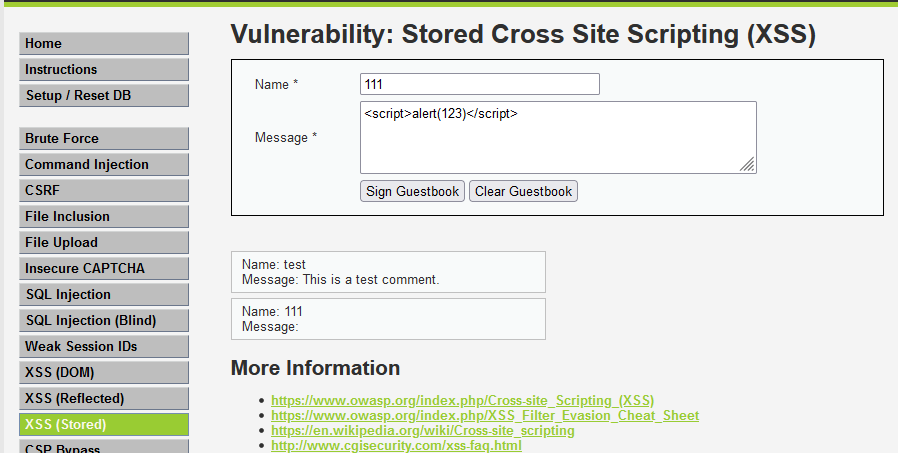 Vulnerability: Stored Cross Site Scripting (XSS)
Home
Instructions
Setup / Reset DB
Brute Force
Command Injection
CSRF
File Inclusion
File Upload
Insecure CAPTCHA
SQL Injection
SQL Injection (Blind)
Weak Session IDs
XSS (DOM)
XSS (Reflected)
XSS (Stored)
CSP Bypass
Name * 111
Message * <script>alert(123)</script>
Sign Guestbook Clear Guestbook
Name: test
Message: This is a test comment.
Name: 111
Message:
More Information
https://www.owasp.org/index.php/Cross-site_Scripting_(XSS)
https://www.owasp.org/index.php/XSS_Filter_Evasion_Cheat_Sheet
https://en.wikipedia.org/wiki/Cross-site_scripting
http://www.cgisecurity.com/xss-faq.html